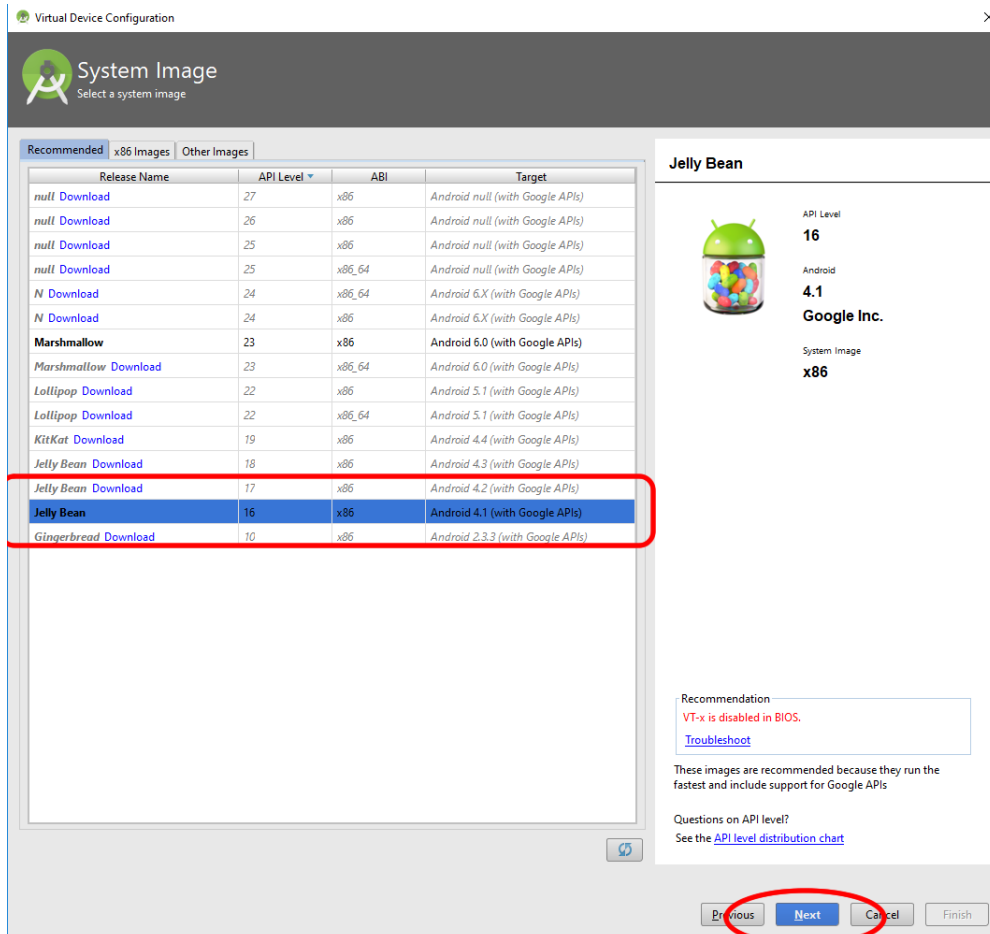 Virtual Device Configuration
System Image
Select a system image
Recommended x86 Images Other Images
Release Name API Level ABI Target
null Download 27 x86 Android null (with Google APIs)
null Download 26 x86 Android null (with Google APIs)
null Download 25 x86 Android null (with Google APIs)
null Download 25 x86_64 Android null (with Google APIs)
N Download 24 x86_64 Android 6.X (with Google APIs)
N Download 24 x86 Android 6.X (with Google APIs)
Marshmallow 23 x86 Android 6.0 (with Google APIs)
Marshmallow Download 23 x86_64 Android 6.0 (with Google APIs)
Lollipop Download 22 x86 Android 5.1 (with Google APIs)
Lollipop Download 22 x86_64 Android 5.1 (with Google APIs)
KitKat Download 19 x86 Android 4.4 (with Google APIs)
Jelly Bean Download 18 x86 Android 4.3 (with Google APIs)
Jelly Bean Download 17 x86 Android 4.2 (with Google APIs)
Jelly Bean 16 x86 Android 4.1 (with Google APIs)
Gingerbread Download 10 x86 Android 2.3.3 (with Google APIs)
Jelly Bean
API Level
16
Android
4.1
Google Inc.
System Image
x86
Recommendation
VT-x is disabled in BIOS.
Troubleshoot
These images are recommended because they run the
fastest and include support for Google APIs
Questions on API level?
See the API level distribution chart
Previous Next Cancel Finish